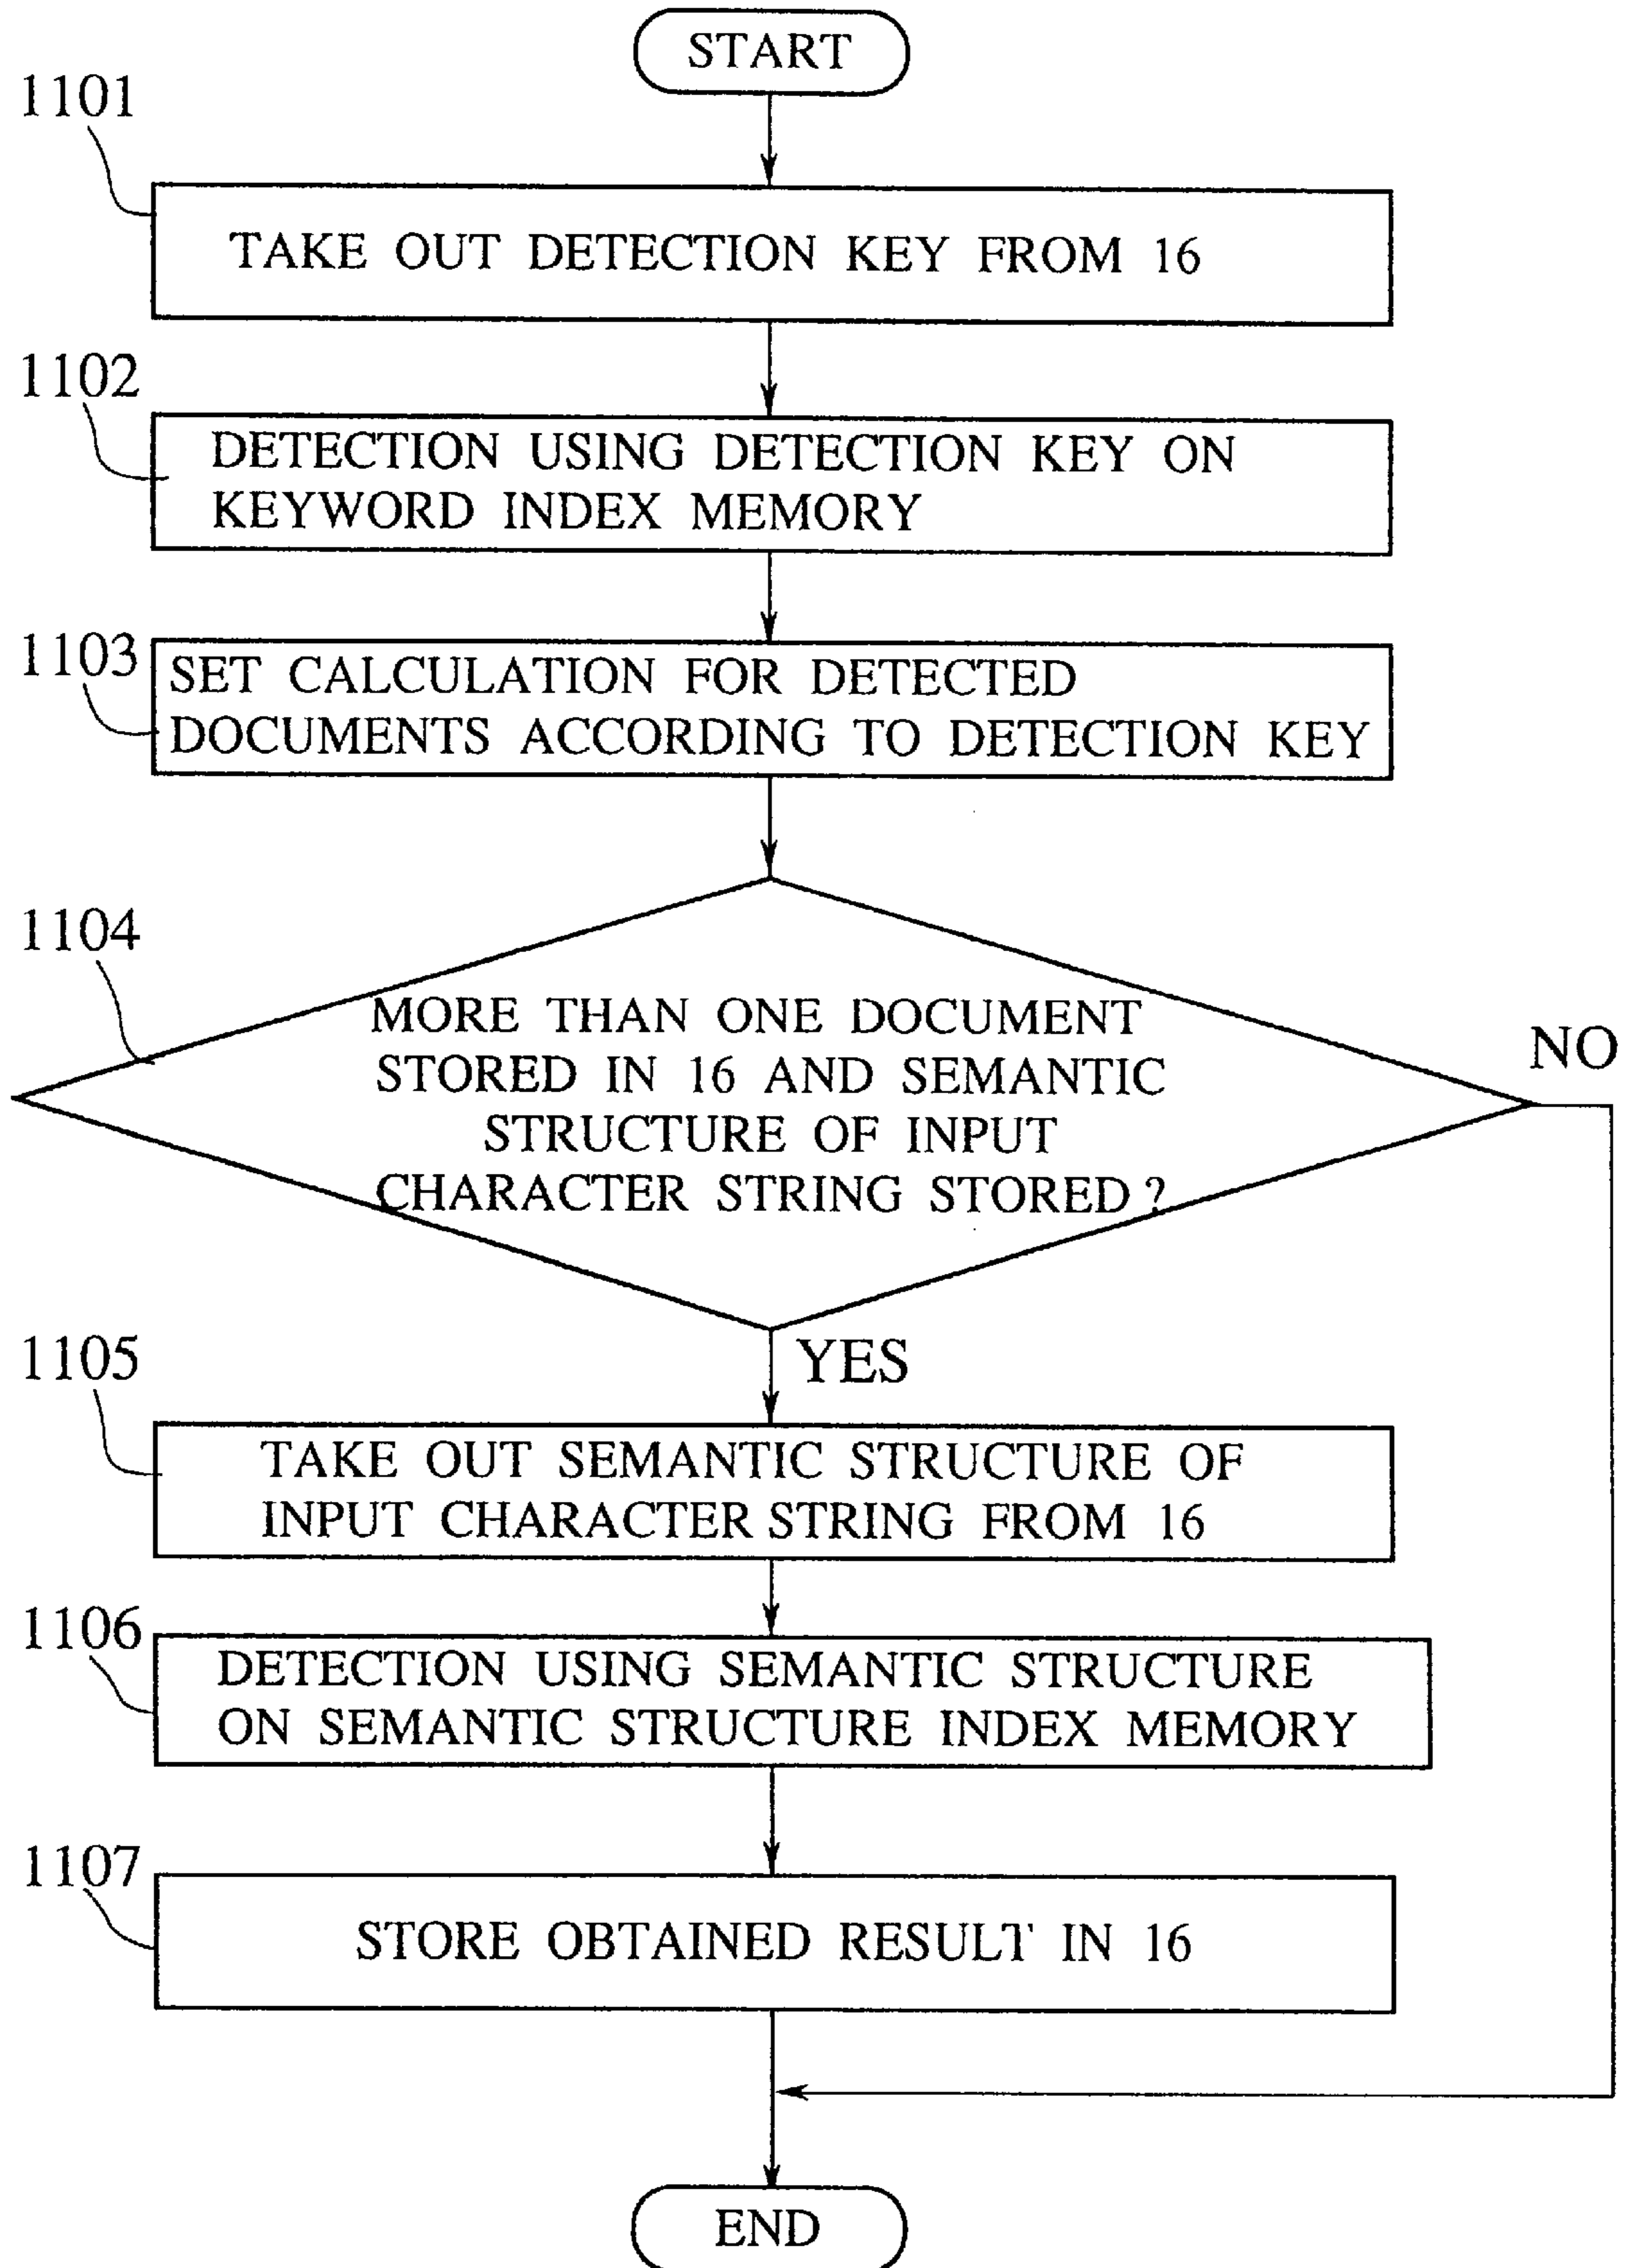 START
1101
TAKE OUT DETECTION KEY FROM 16
1102
DETECTION USING DETECTION KEY ON
KEYWORD INDEX MEMORY
1103
SET CALCULATION FOR DETECTED
DOCUMENTS ACCORDING TO DETECTION KEY
1104
MORE THAN ONE DOCUMENT
STORED IN 16 AND SEMANTIC
STRUCTURE OF INPUT
CHARACTER STRING STORED ?
NO
YES
1105
TAKE OUT SEMANTIC STRUCTURE OF
INPUT CHARACTER STRING FROM 16
1106
DETECTION USING SEMANTIC STRUCTURE
ON SEMANTIC STRUCTURE INDEX MEMORY
1107
STORE OBTAINED RESULT IN 16
END